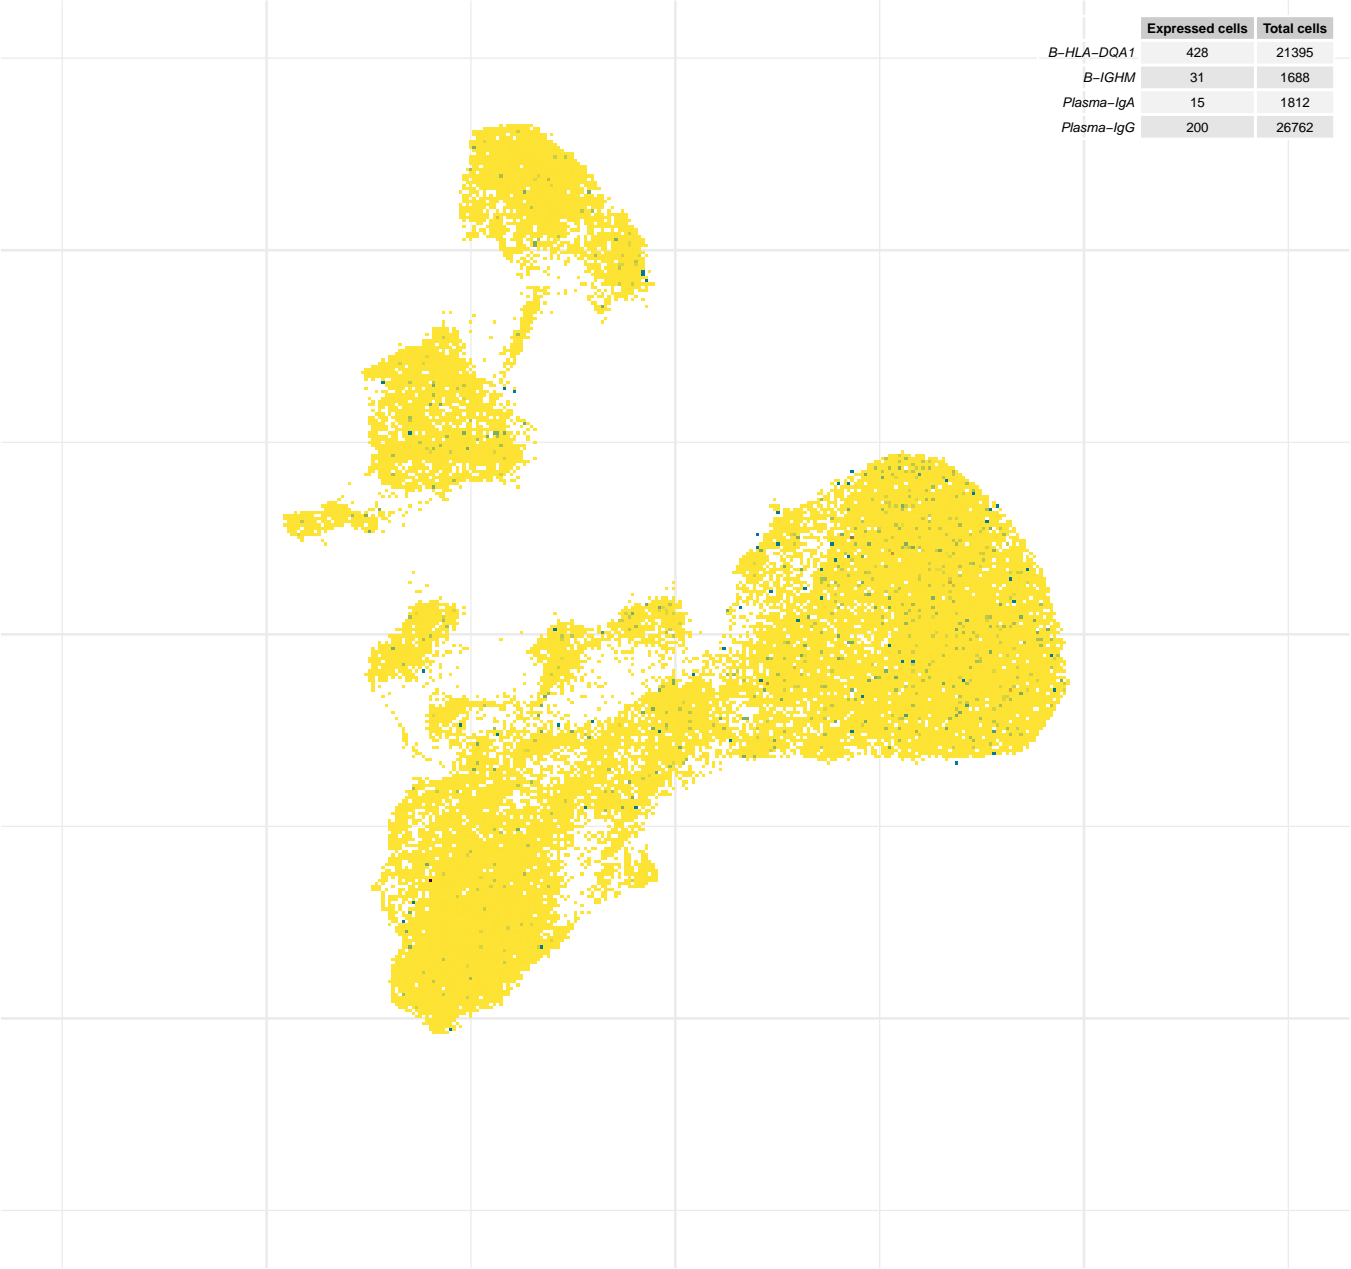 Expressed cells Total cells
B−HLA−DQA1 428 21395
B−IGHM 31 1688
Plasma−IgA 15 1812
Plasma−IgG 200 26762